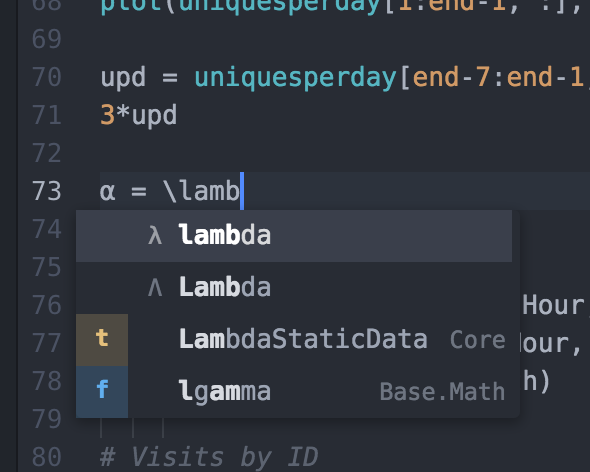 68 plot(uniquesperday[1:end-1, :],
69
70 upd = uniquesperday[end-7:end-1,
71 3*upd
72
73 α = \lamb
74 λ lambda
75 Λ Lambda
76 Hour,
t LambdaStaticData Core
77 Hour,
78 h)
f lgamma Base.Math
79
80 # Visits by ID